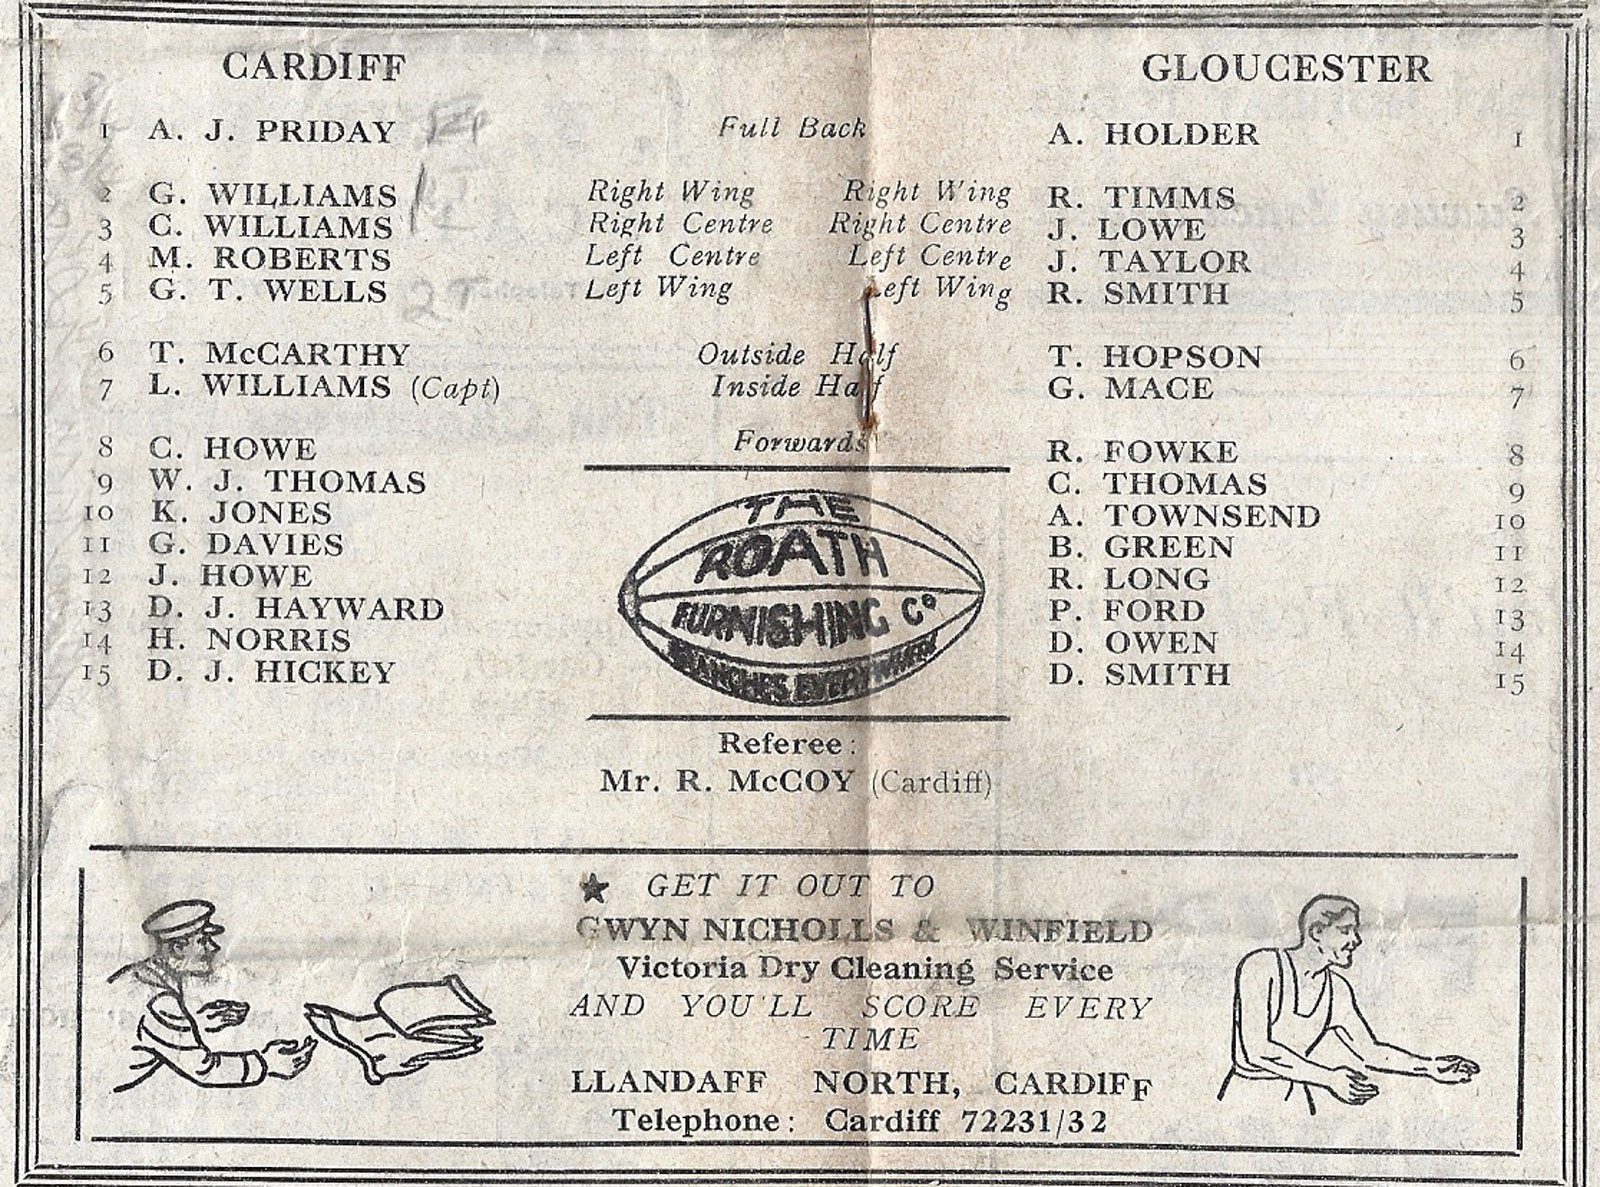 CARDIFF GLOUCESTER
1 A. J. PRIDAY Full Back A. HOLDER 1
2 G. WILLIAMS Right Wing Right Wing R. TIMMS 2
3 C. WILLIAMS Right Centre Right Centre J. LOWE 3
4 M. ROBERTS Left Centre Left Centre J. TAYLOR 4
5 G. T. WELLS Left Wing Left Wing R. SMITH 5
6 T. McCARTHY Outside Half T. HOPSON 6
7 L. WILLIAMS (Capt) Inside Half G. MACE 7
Forwards
8 C. HOWE R. FOWKE 8
9 W. J. THOMAS C. THOMAS 9
10 K. JONES A. TOWNSEND 10
11 G. DAVIES B. GREEN 11
12 J. HOWE R. LONG 12
13 D. J. HAYWARD P. FORD 13
14 H. NORRIS D. OWEN 14
15 D. J. HICKEY D. SMITH 15
THE
ROATH
FURNISHING Co
BRANCHES EVERYWHERE
Referee:
Mr. R. McCOY (Cardiff)
★ GET IT OUT TO
GWYN NICHOLLS & WINFIELD
Victoria Dry Cleaning Service
AND YOU'LL SCORE EVERY
TIME
LLANDAFF NORTH, CARDIFF
Telephone: Cardiff 72231/32